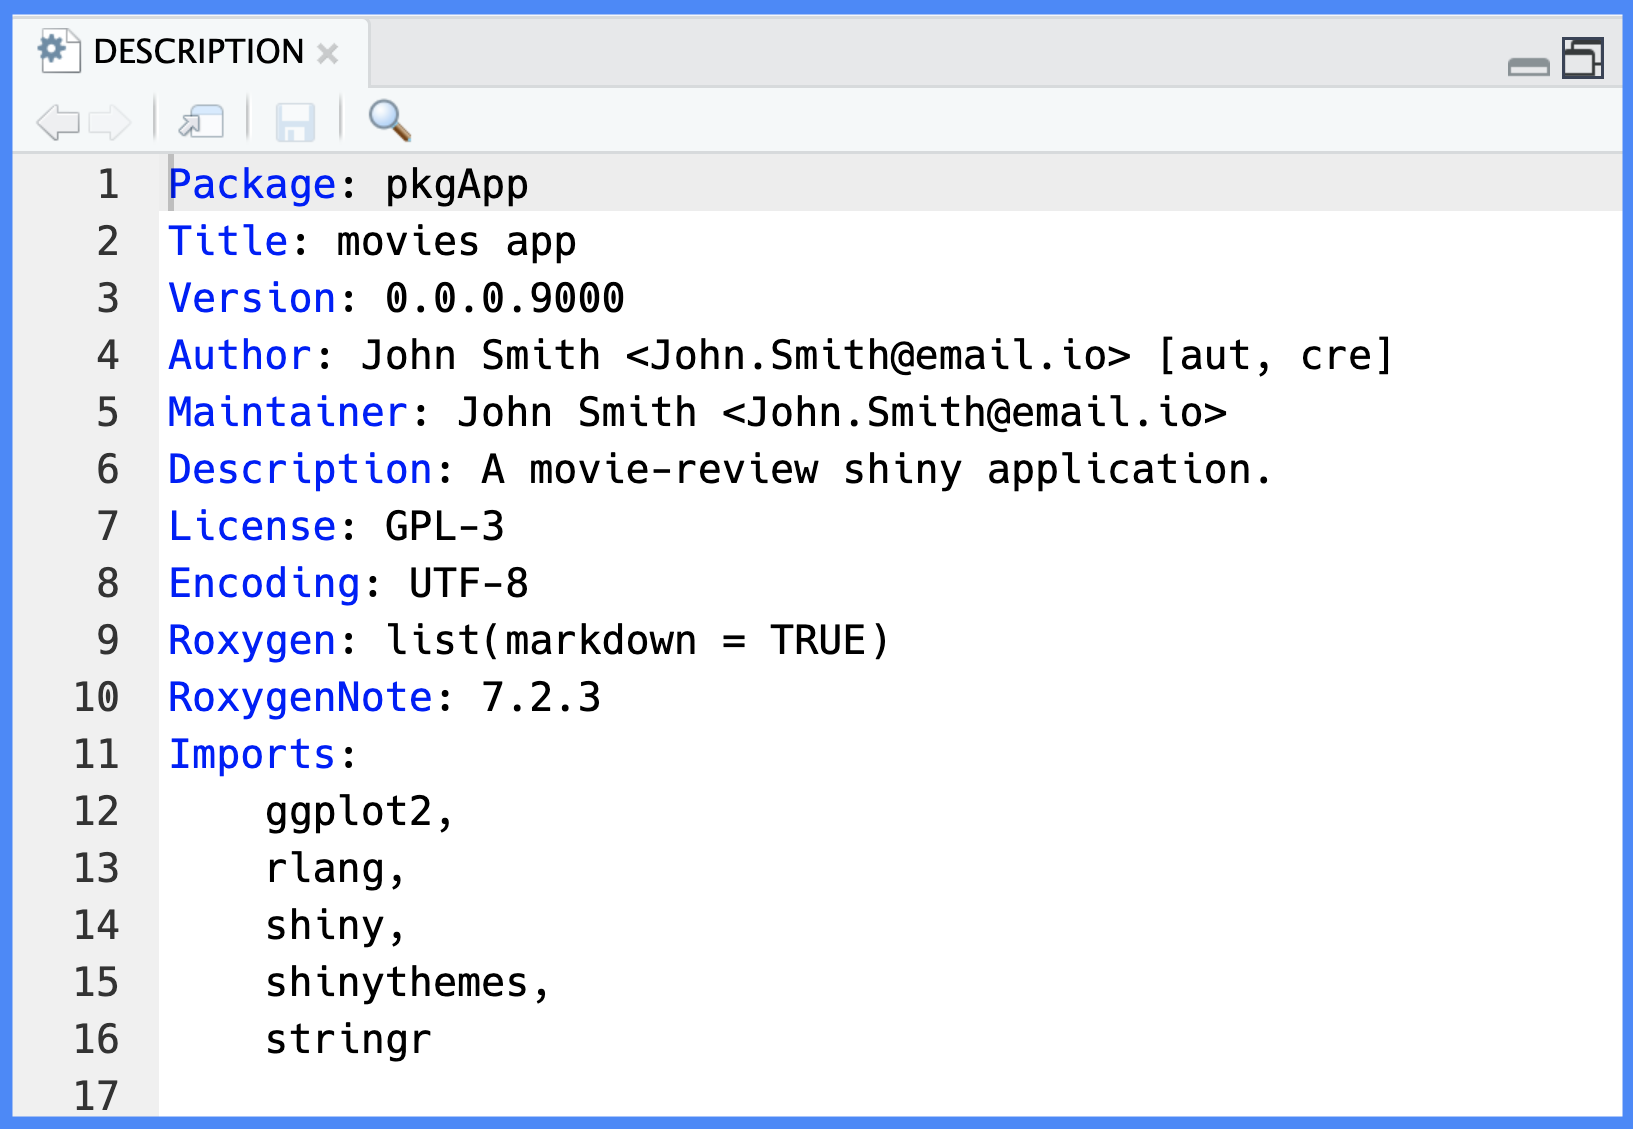 DESCRIPTION
1 Package: pkgApp
2 Title: movies app
3 Version: 0.0.0.9000
4 Author: John Smith <John.Smith@email.io> [aut, cre]
5 Maintainer: John Smith <John.Smith@email.io>
6 Description: A movie-review shiny application.
7 License: GPL-3
8 Encoding: UTF-8
9 Roxygen: list(markdown = TRUE)
10 RoxygenNote: 7.2.3
11 Imports:
12     ggplot2,
13     rlang,
14     shiny,
15     shinythemes,
16     stringr
17